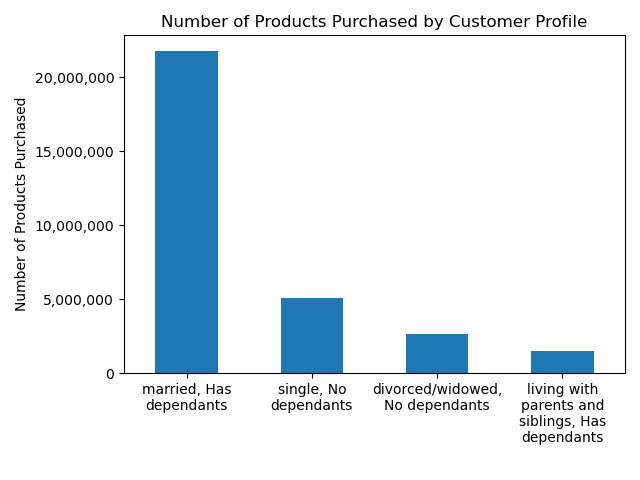 Number of Products Purchased by Customer Profile
Number of Products Purchased
20,000,000
15,000,000
10,000,000
5,000,000
0
married, Has
dependants
single, No
dependants
divorced/widowed,
No dependants
living with
parents and
siblings, Has
dependants